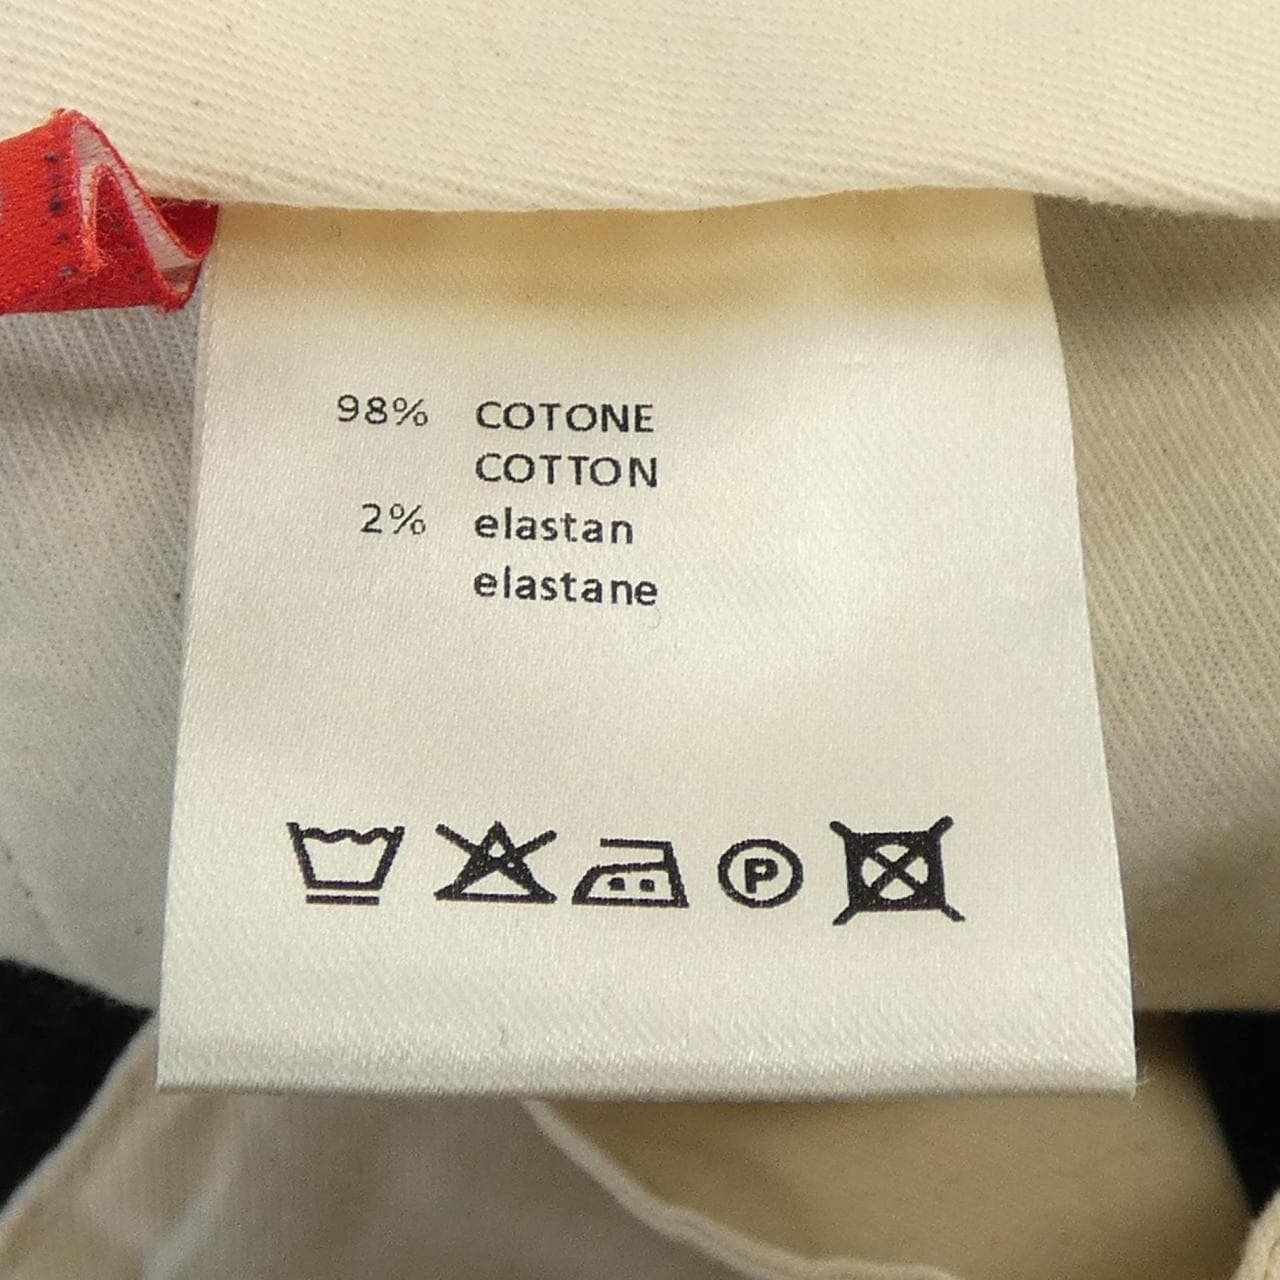 98% COTONE
COTTON
2% elastan
elastane
P